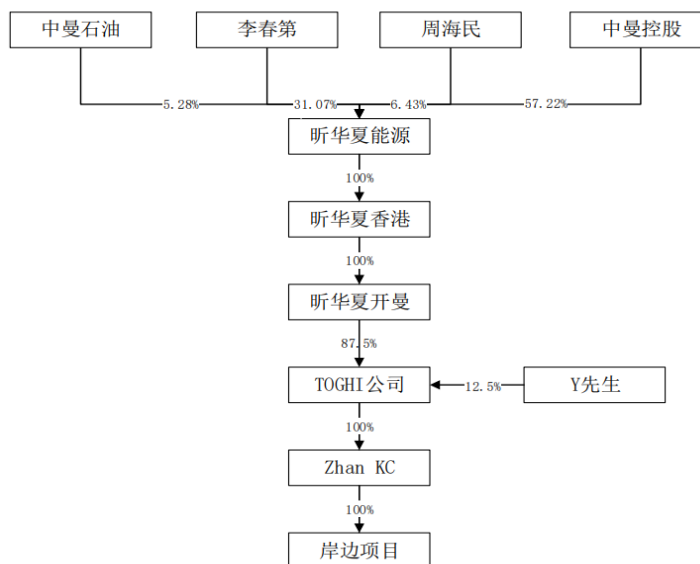 中曼石油
李春第
周海民
中曼控股
5.28%
31.07%
6.43%
57.22%
昕华夏能源
100%
昕华夏香港
100%
昕华夏开曼
87.5%
TOGHI公司
12.5%
Y先生
100%
Zhan KC
100%
岸边项目